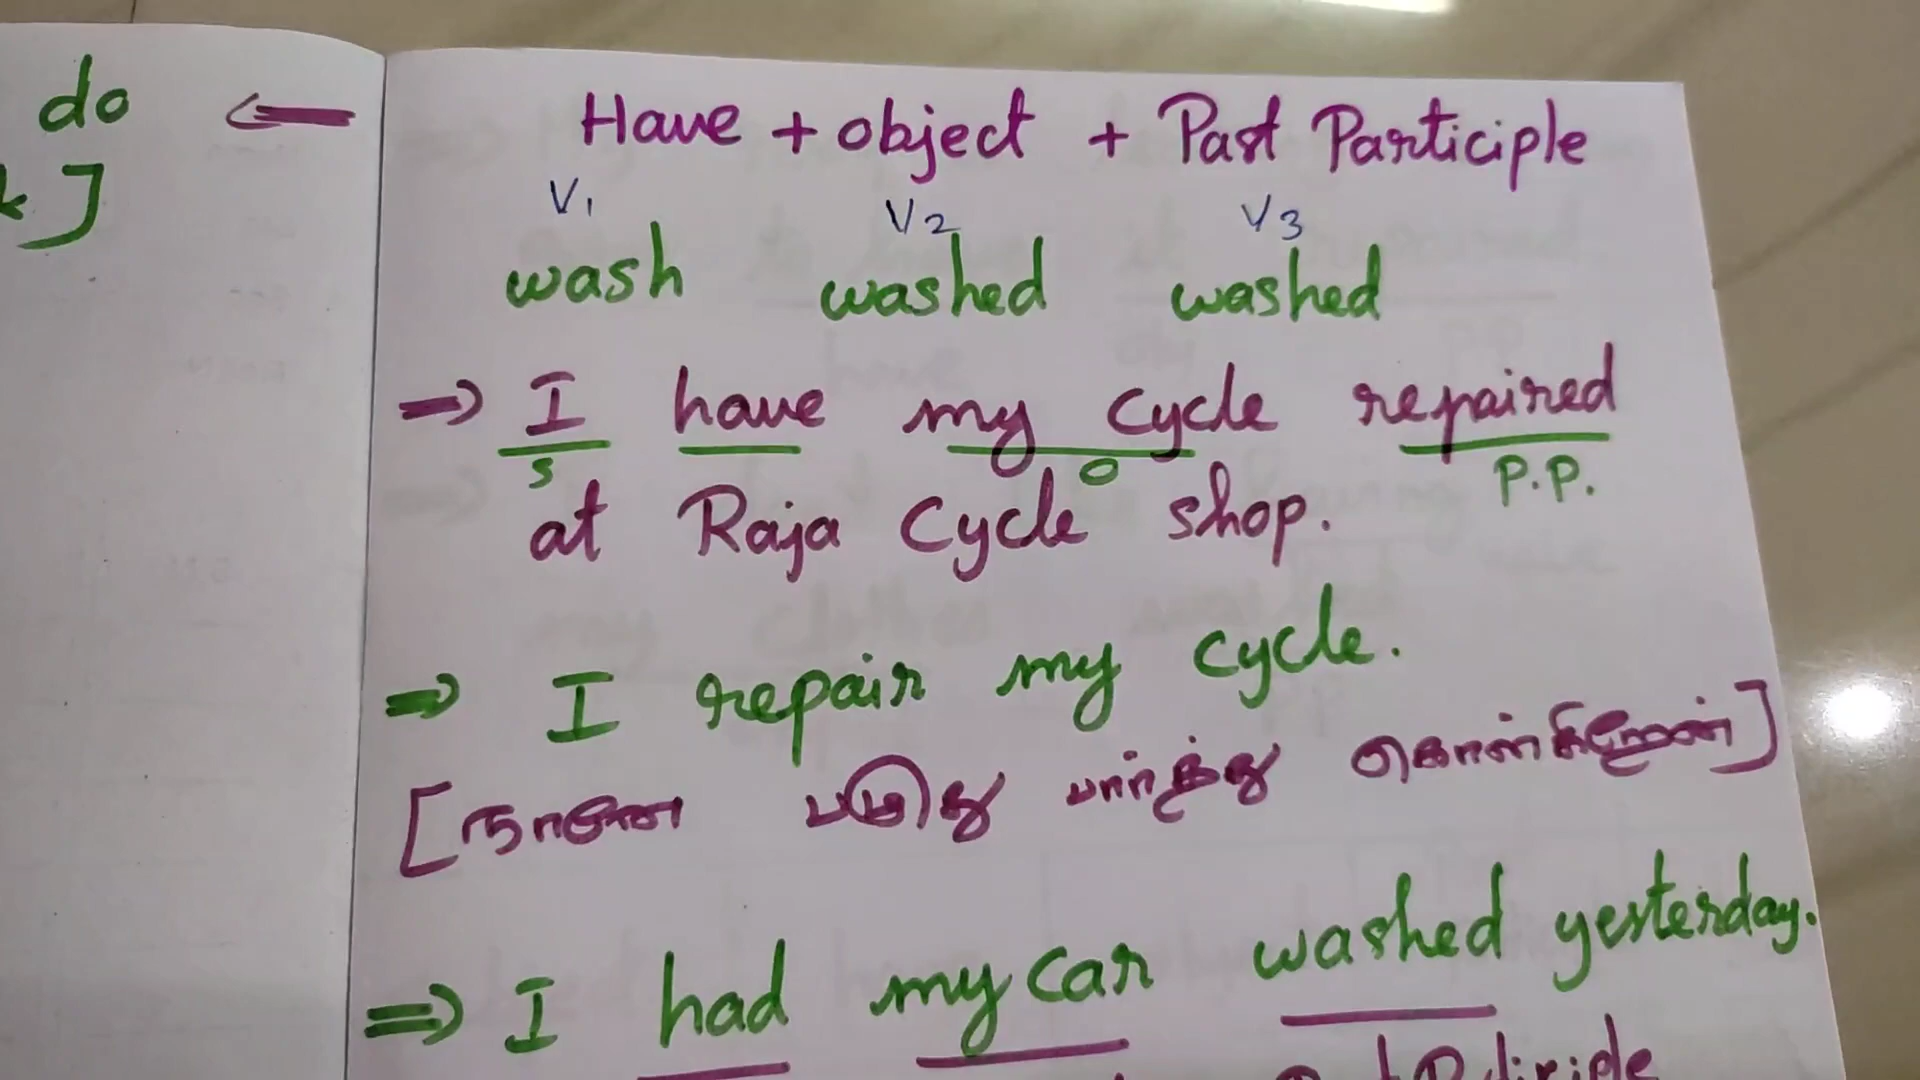 do
]
Have + object + Past Participle
V1 V2 V3
wash washed washed
⇒ I have my cycle repaired
S O P.P.
at Raja Cycle shop.
⇒ I repair my cycle.
[நானே பழுது பார்த்து கொள்கிறேன்]
⇒ I had my car washed yesterday.